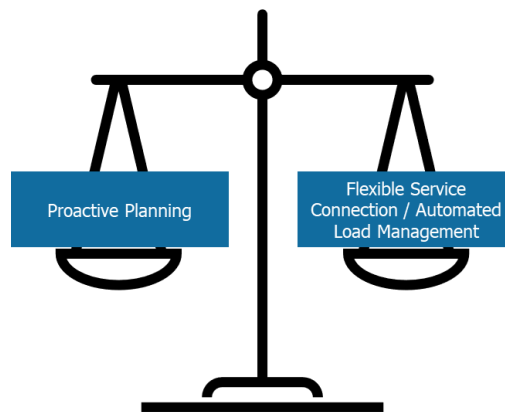 Proactive Planning
Flexible Service
Connection / Automated
Load Management